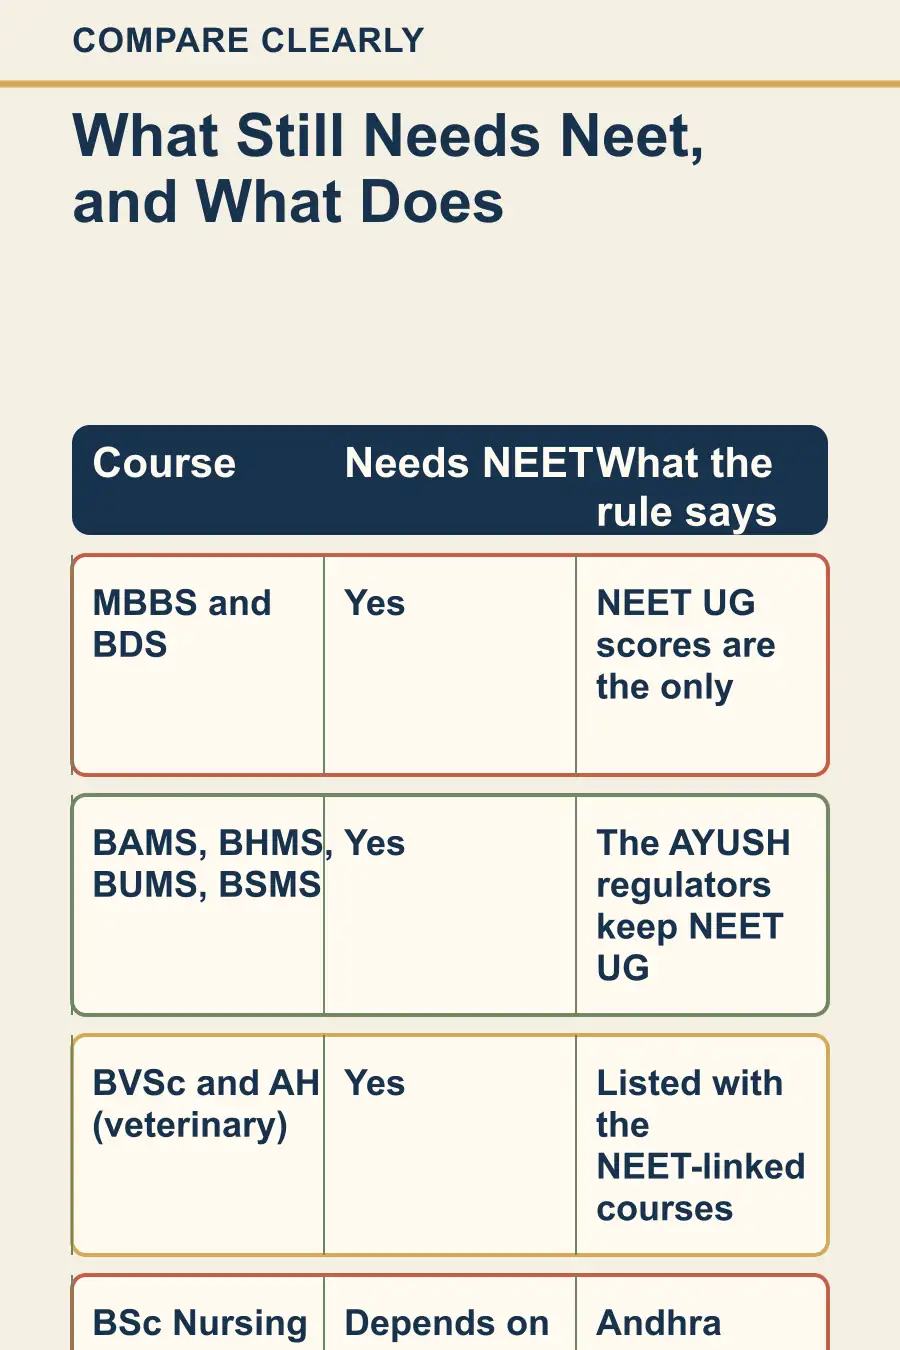 COMPARE CLEARLY
What Still Needs Neet,
and What Does
Course
Needs NEET
What the
rule says
MBBS and
BDS
Yes
NEET UG
scores are
the only
BAMS, BHMS,
BUMS, BSMS
Yes
The AYUSH
regulators
keep NEET
UG
BVSc and AH
(veterinary)
Yes
Listed with
the
NEET-linked
courses
BSc Nursing
Depends on
Andhra